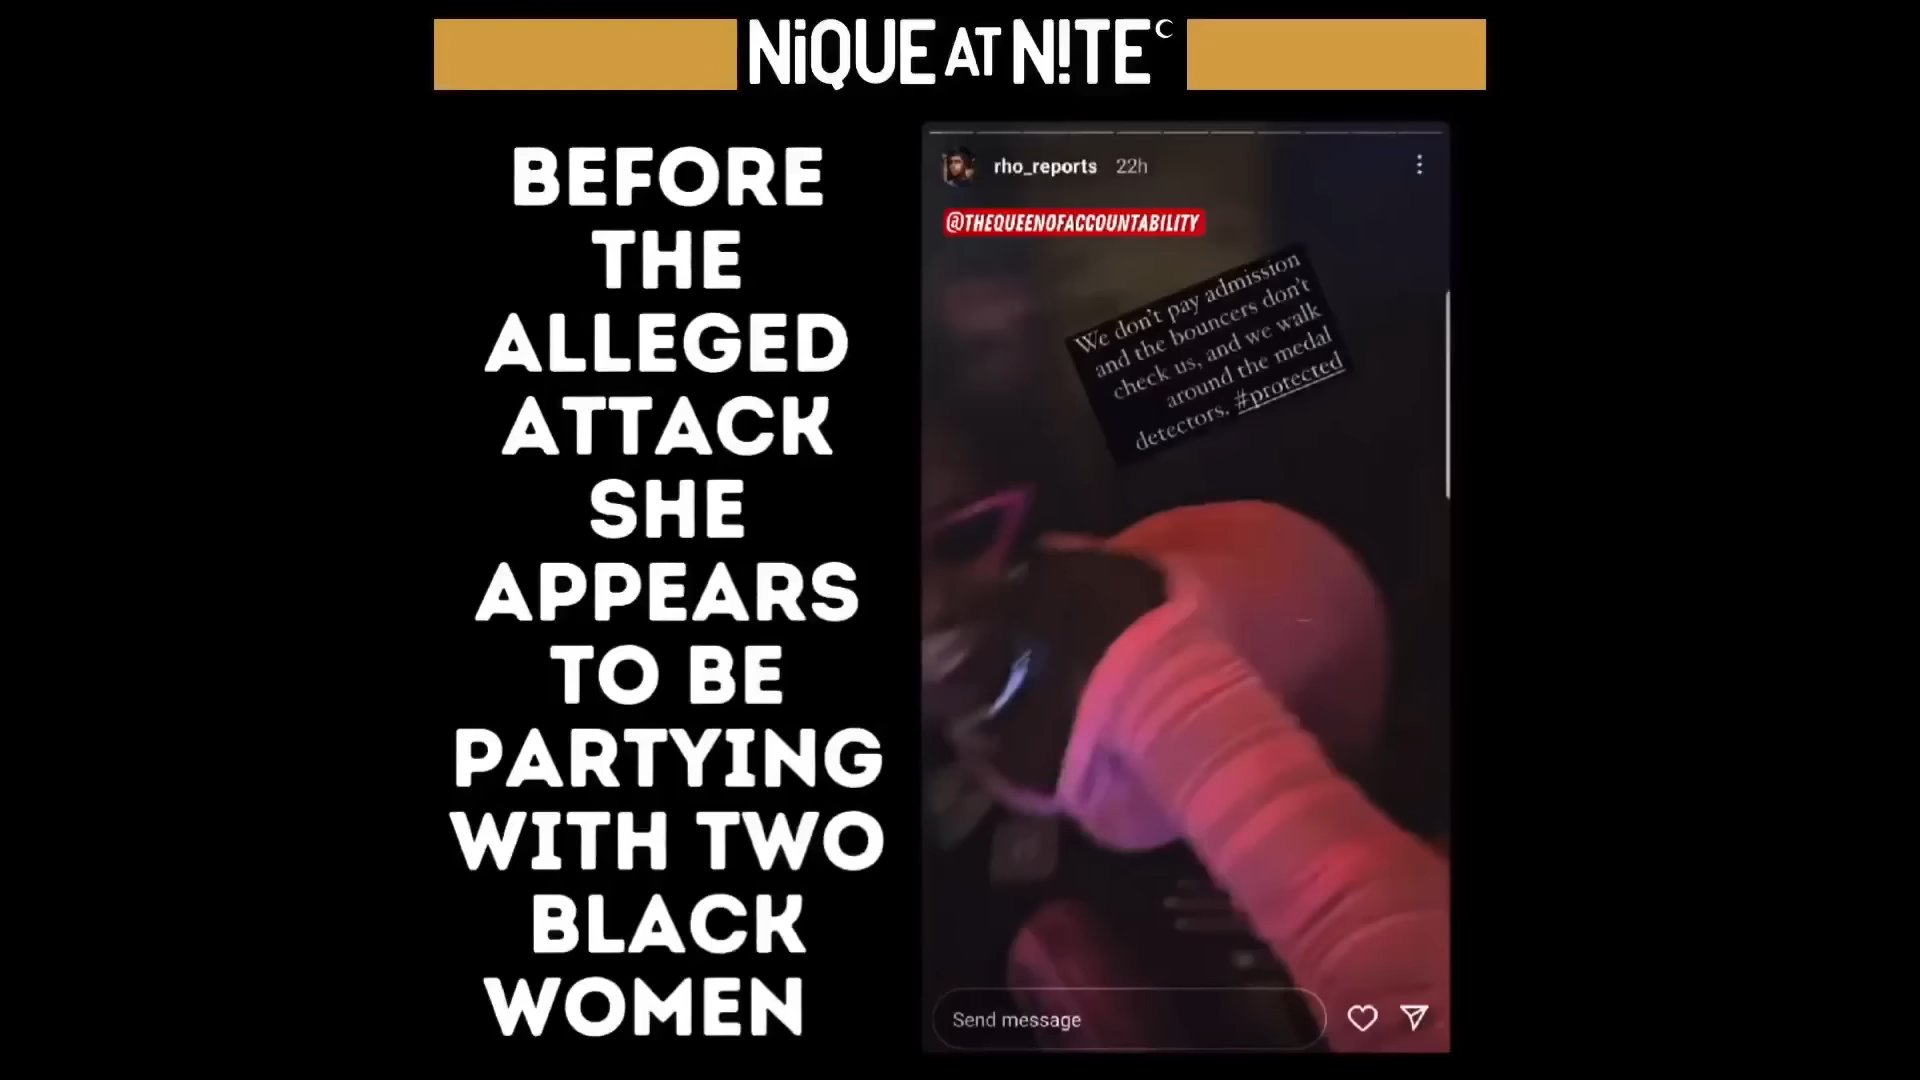 NiQUE AT N!TE
BEFORE
THE
ALLEGED
ATTACK
SHE
APPEARS
TO BE
PARTYING
WITH TWO
BLACK
WOMEN
rho_reports 22h
@THEQUEENOFACCOUNTABILITY
We don't pay admission
and the bouncers don't
check us, and we walk
around the medal
detectors. #protected
Send message